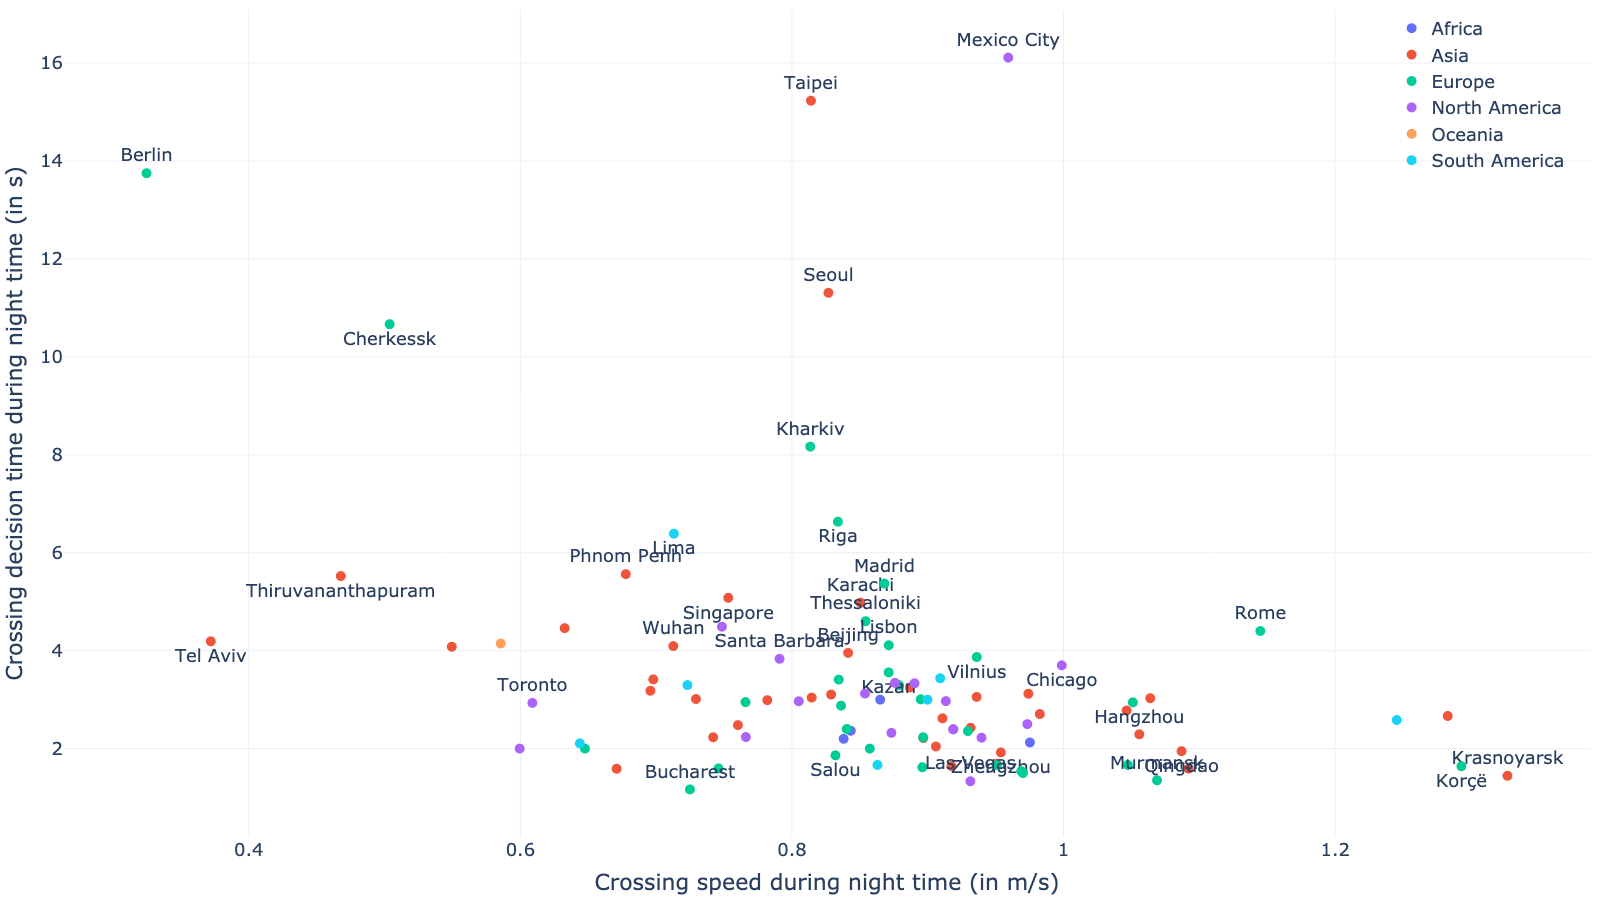 Mexico City
Africa
Asia
Europe
North America
Oceania
South America
16
Taipei
Berlin
14
12
Seoul
Cherkessk
10
Kharkiv
8
Riga
Lima
6
Phnom Penh
Madrid
Thiruvananthapuram
Karachi
Thessaloniki
Singapore
Rome
Wuhan
Lisbon
Beijing
Santa Barbara
4
Tel Aviv
Vilnius
Chicago
Toronto
Kazan
Hangzhou
2
Krasnoyarsk
Las Vegas
Murmansk
Zhengzhou
Qingdao
Salou
Bucharest
Korçë
0.4
0.6
0.8
1
1.2
Crossing speed during night time (in m/s)
Crossing decision time during night time (in s)